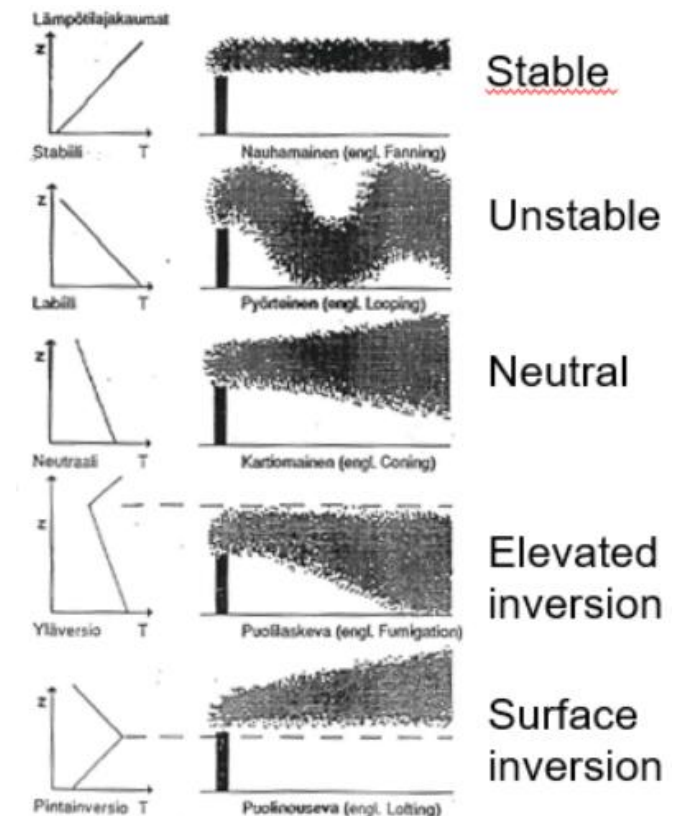 Lämpötilajakaumat
z
Stabiili T
Nauhamainen (engl. Fanning)
Stable
z
Labiili T
Pyörteinen (engl. Looping)
Unstable
z
Neutraali T
Kartiomainen (engl. Coning)
Neutral
z
Yläversio T
Puolilaskeva (engl. Fumigation)
Elevated
inversion
z
Pintainversio T
Puolinouseva (engl. Lofting)
Surface
inversion